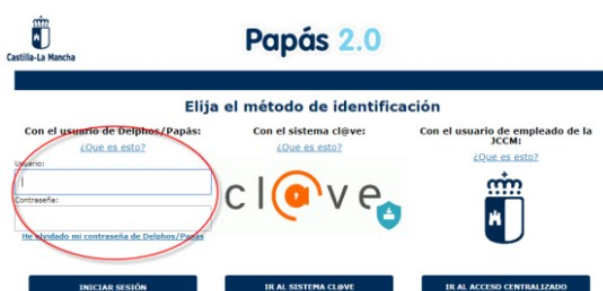 Castilla-La Mancha
Papás 2.0
Elija el método de identificación
Con el usuario de Delphos/Papás:
¿Que es esto?
Usuario:
Contraseña:
He olvidado mi contraseña de Delphos/Papás
INICIAR SESIÓN
Con el sistema cl@ve:
¿Que es esto?
cl@ve
IR AL SISTEMA CL@VE
Con el usuario de empleado de la
JCCM:
¿Que es esto?
IR AL ACCESO CENTRALIZADO